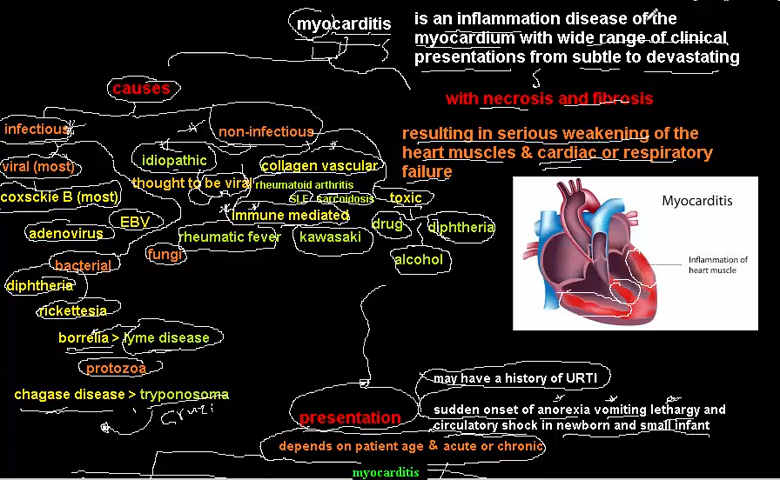 myocarditis
is an inflammation disease of the
myocardium with wide range of clinical
presentations from subtle to devastating
with necrosis and fibrosis
resulting in serious weakening of the
heart muscles & cardiac or respiratory
failure
causes
infectious
non-infectious
viral (most)
coxsckie B (most)
adenovirus
EBV
bacterial
fungi
diphtheria
rickettesia
borrelia > lyme disease
protozoa
chagase disease > tryponosoma
Cruzi
idiopathic
thought to be viral
collagen vascular
rheumatoid arthritis
SLE sarcoidosis
immune mediated
rheumatic fever
kawasaki
toxic
drug
diphtheria
alcohol
Myocarditis
Inflammation of
heart muscle
presentation
depends on patient age & acute or chronic
may have a history of URTI
sudden onset of anorexia vomiting lethargy and
circulatory shock in newborn and small infant
myocarditis